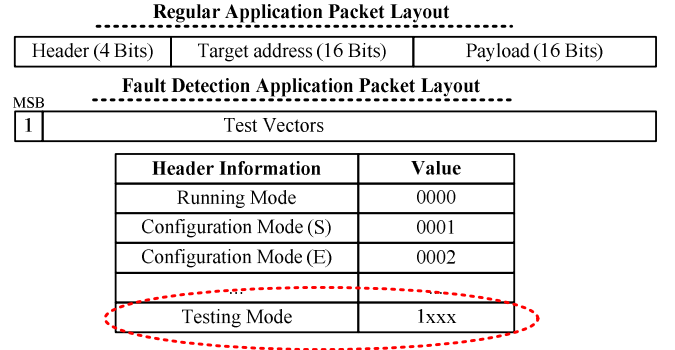 Regular Application Packet Layout
Header (4 Bits) Target address (16 Bits) Payload (16 Bits)
Fault Detection Application Packet Layout
MSB
1 Test Vectors
Header Information Value
Running Mode 0000
Configuration Mode (S) 0001
Configuration Mode (E) 0002
... ...
Testing Mode 1xxx